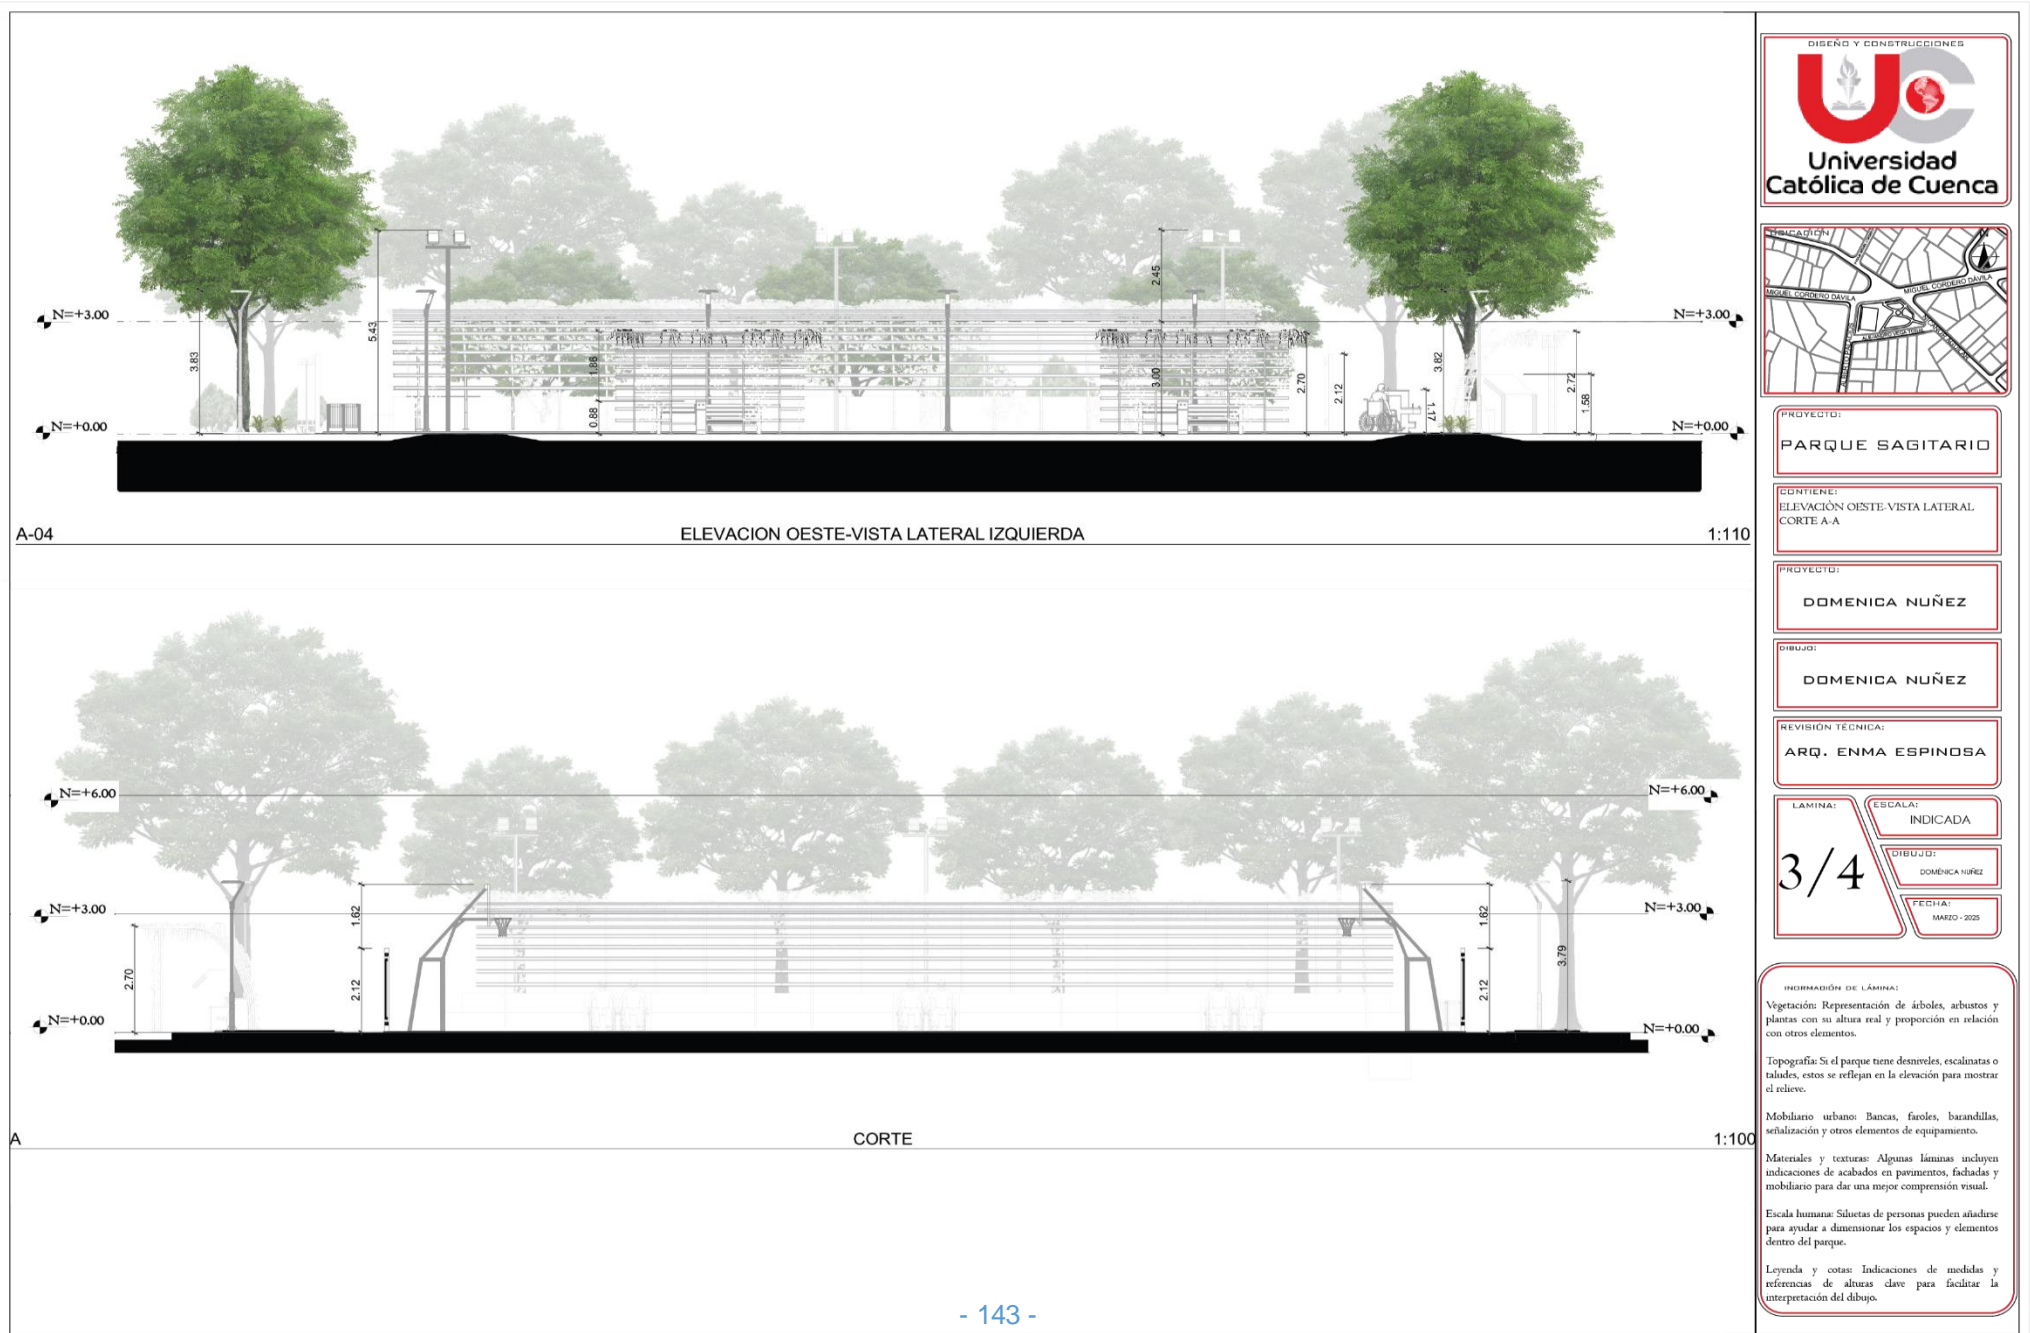 N=+3.00
N=+0.00
3.83
5.43
1.88
0.88
2.45
3.00
2.70
2.12
1.17
3.82
2.72
1.58
N=+3.00
N=+0.00
A-04
ELEVACION OESTE-VISTA LATERAL IZQUIERDA
1:110
N=+6.00
N=+3.00
N=+0.00
2.70
1.62
2.12
1.62
2.12
3.79
N=+6.00
N=+3.00
N=+0.00
A
CORTE
1:100
DISEÑO Y CONSTRUCCIONES
UC
Universidad
Católica de Cuenca
UBICACIÓN
N
MIGUEL CORDERO DÁVILA
MIGUEL CORDERO DÁVILA
PROYECTO:
PARQUE SAGITARIO
CONTIENE:
ELEVACIÒN OESTE-VISTA LATERAL
CORTE A-A
PROYECTO:
DOMENICA NUÑEZ
DIBUJO:
DOMENICA NUÑEZ
REVISIÓN TÉCNICA:
ARQ. ENMA ESPINOSA
LAMINA:
3/4
ESCALA:
INDICADA
DIBUJO:
DOMÉNICA NUÑEZ
FECHA:
MARZO - 2025
INORMACIÓN DE LÁMINA:
Vegetación: Representación de árboles, arbustos y
plantas con su altura real y proporción en relación
con otros elementos.
Topografía: Si el parque tiene desniveles, escalinatas o
taludes, estos se reflejan en la elevación para mostrar
el relieve.
Mobiliario urbano: Bancas, faroles, barandillas,
señalización y otros elementos de equipamiento.
Materiales y texturas: Algunas láminas incluyen
indicaciones de acabados en pavimentos, fachadas y
mobiliario para dar una mejor comprensión visual.
Escala humana: Siluetas de personas pueden añadirse
para ayudar a dimensionar los espacios y elementos
dentro del parque.
Leyenda y cotas: Indicaciones de medidas y
referencias de alturas clave para facilitar la
interpretación del dibujo.
- 143 -